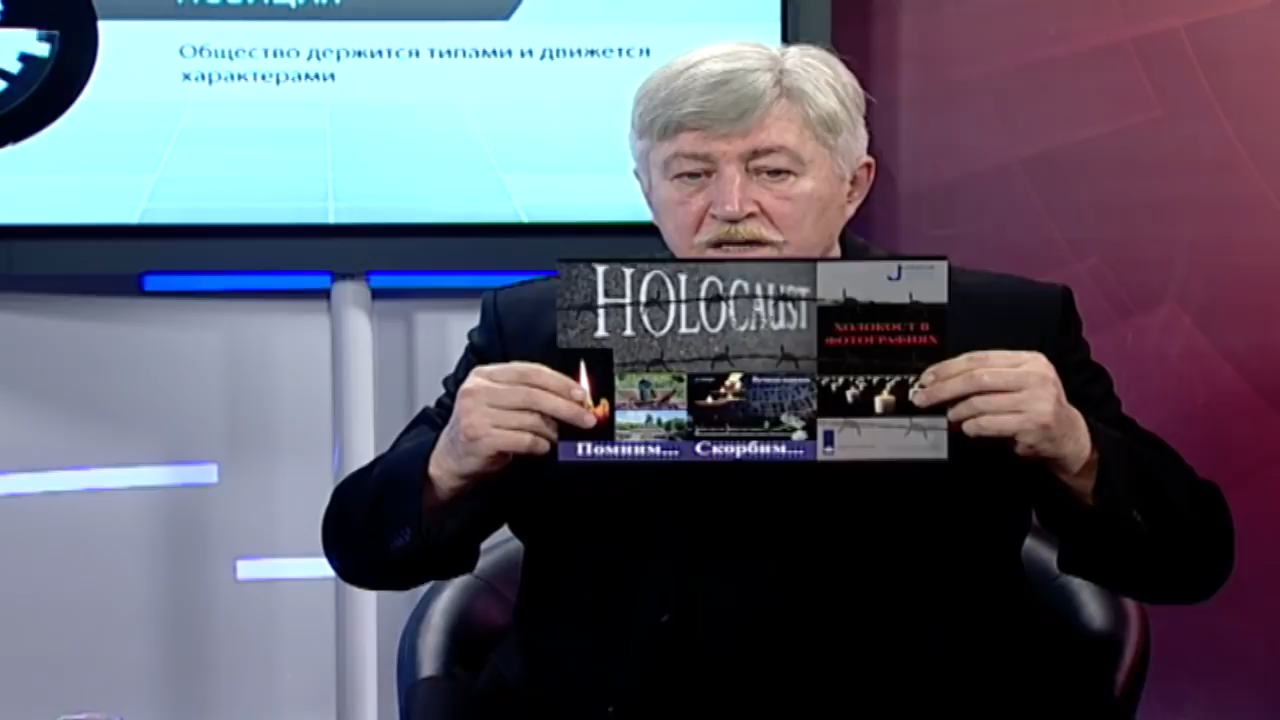 Общество держится типами и движется
характерами
HOLOCAUST
ХОЛОКОСТ В
ФОТОГРАФИЯХ
Помним... Скорбим...